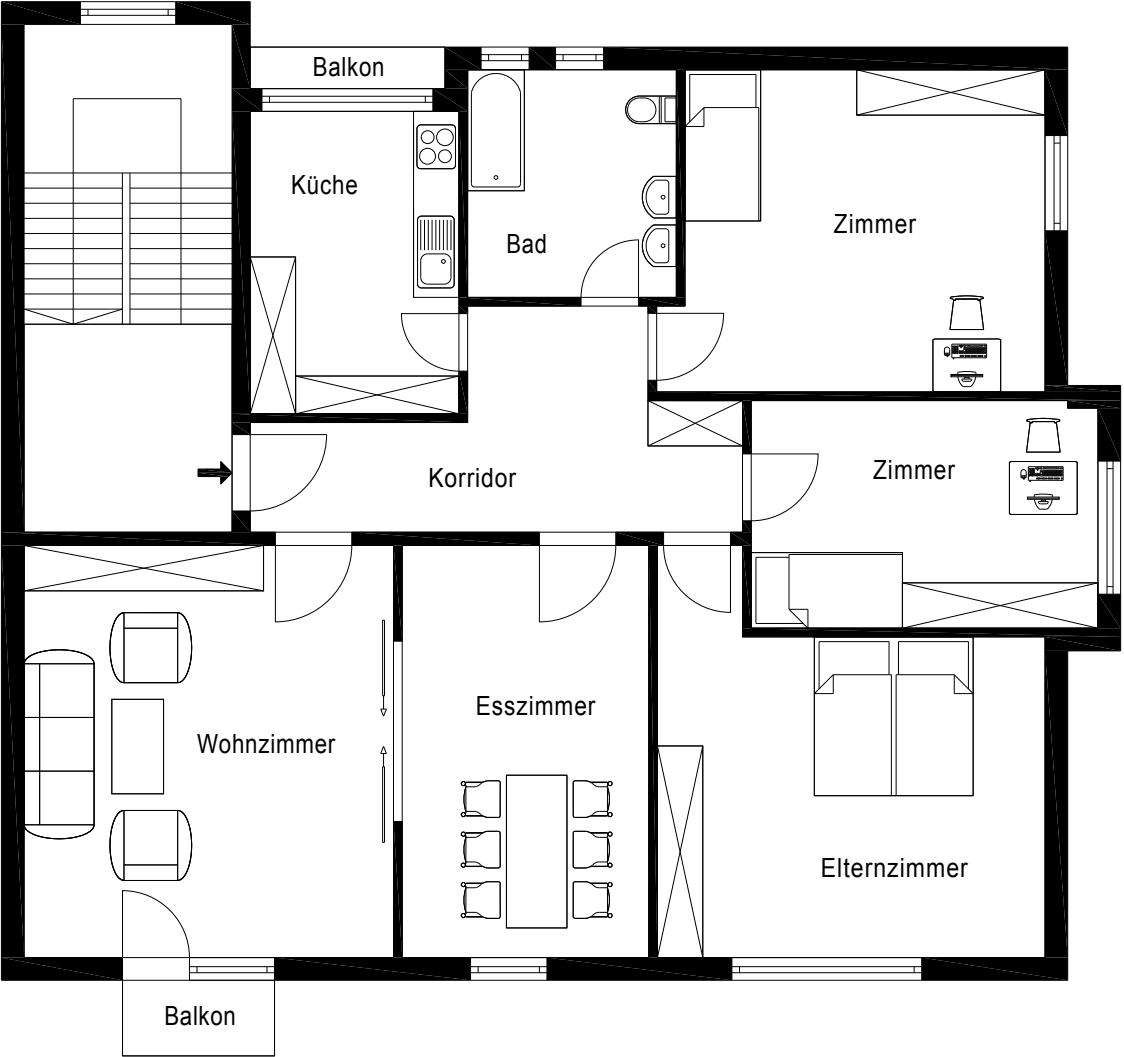 Balkon
Küche
Bad
Zimmer
Korridor
Zimmer
Wohnzimmer
Esszimmer
Elternzimmer
Balkon